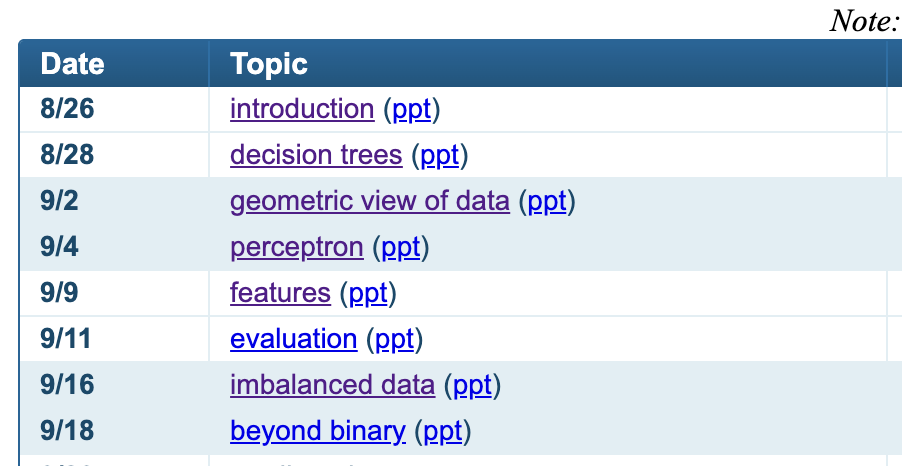 Note:
Date Topic
8/26 introduction (ppt)
8/28 decision trees (ppt)
9/2 geometric view of data (ppt)
9/4 perceptron (ppt)
9/9 features (ppt)
9/11 evaluation (ppt)
9/16 imbalanced data (ppt)
9/18 beyond binary (ppt)